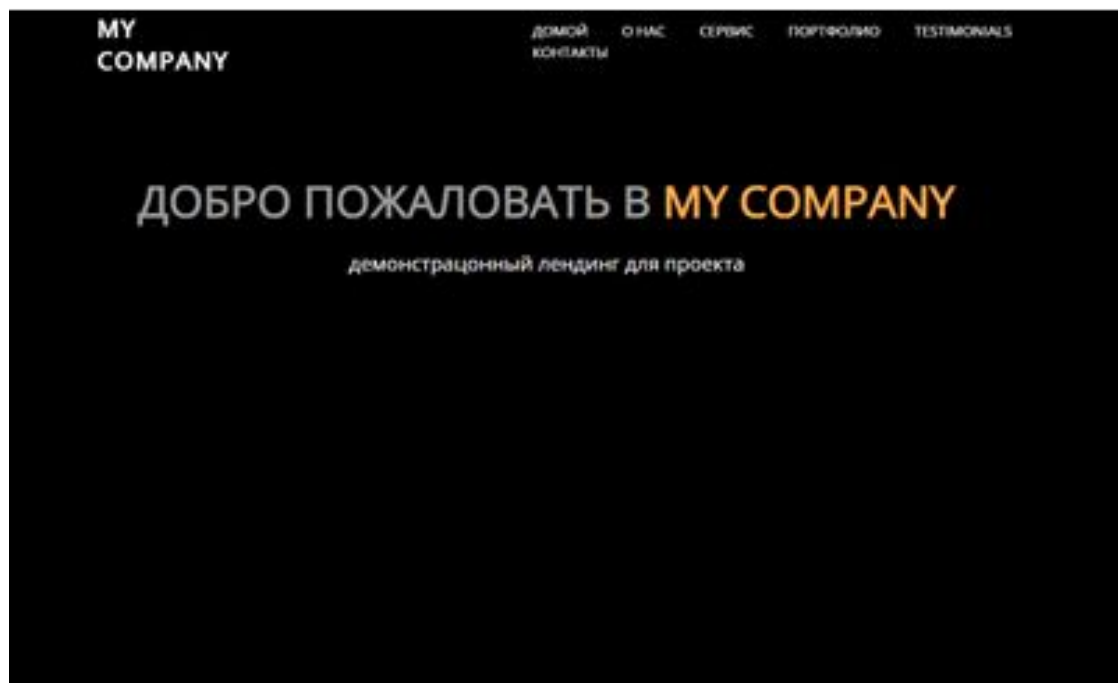 MY
COMPANY
ДОМОЙ О НАС СЕРВИС ПОРТФОЛИО TESTIMONIALS
КОНТАКТЫ
ДОБРО ПОЖАЛОВАТЬ В MY COMPANY
демонстрацонный лендинг для проекта